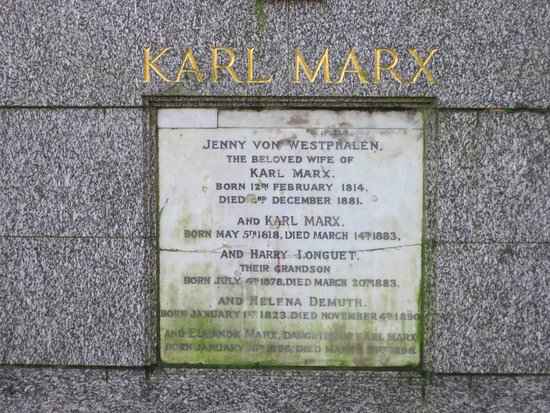 KARL MARX
JENNY VON WESTPHALEN,
THE BELOVED WIFE OF
KARL MARX.
BORN 12TH FEBRUARY 1814.
DIED DECEMBER 1881.
AND KARL MARX.
BORN MAY 5TH 1818, DIED MARCH 14TH 1883.
AND HARRY LONGUET.
THEIR GRANDSON
BORN JULY 4TH 1878, DIED MARCH 20TH 1883.
AND HELENA DEMUTH.
BORN JANUARY 1ST 1823. DIED NOVEMBER 4TH 1890
AND ELEANOR MARX, DAUGHTER OF KARL MARX
BORN JANUARY DIED